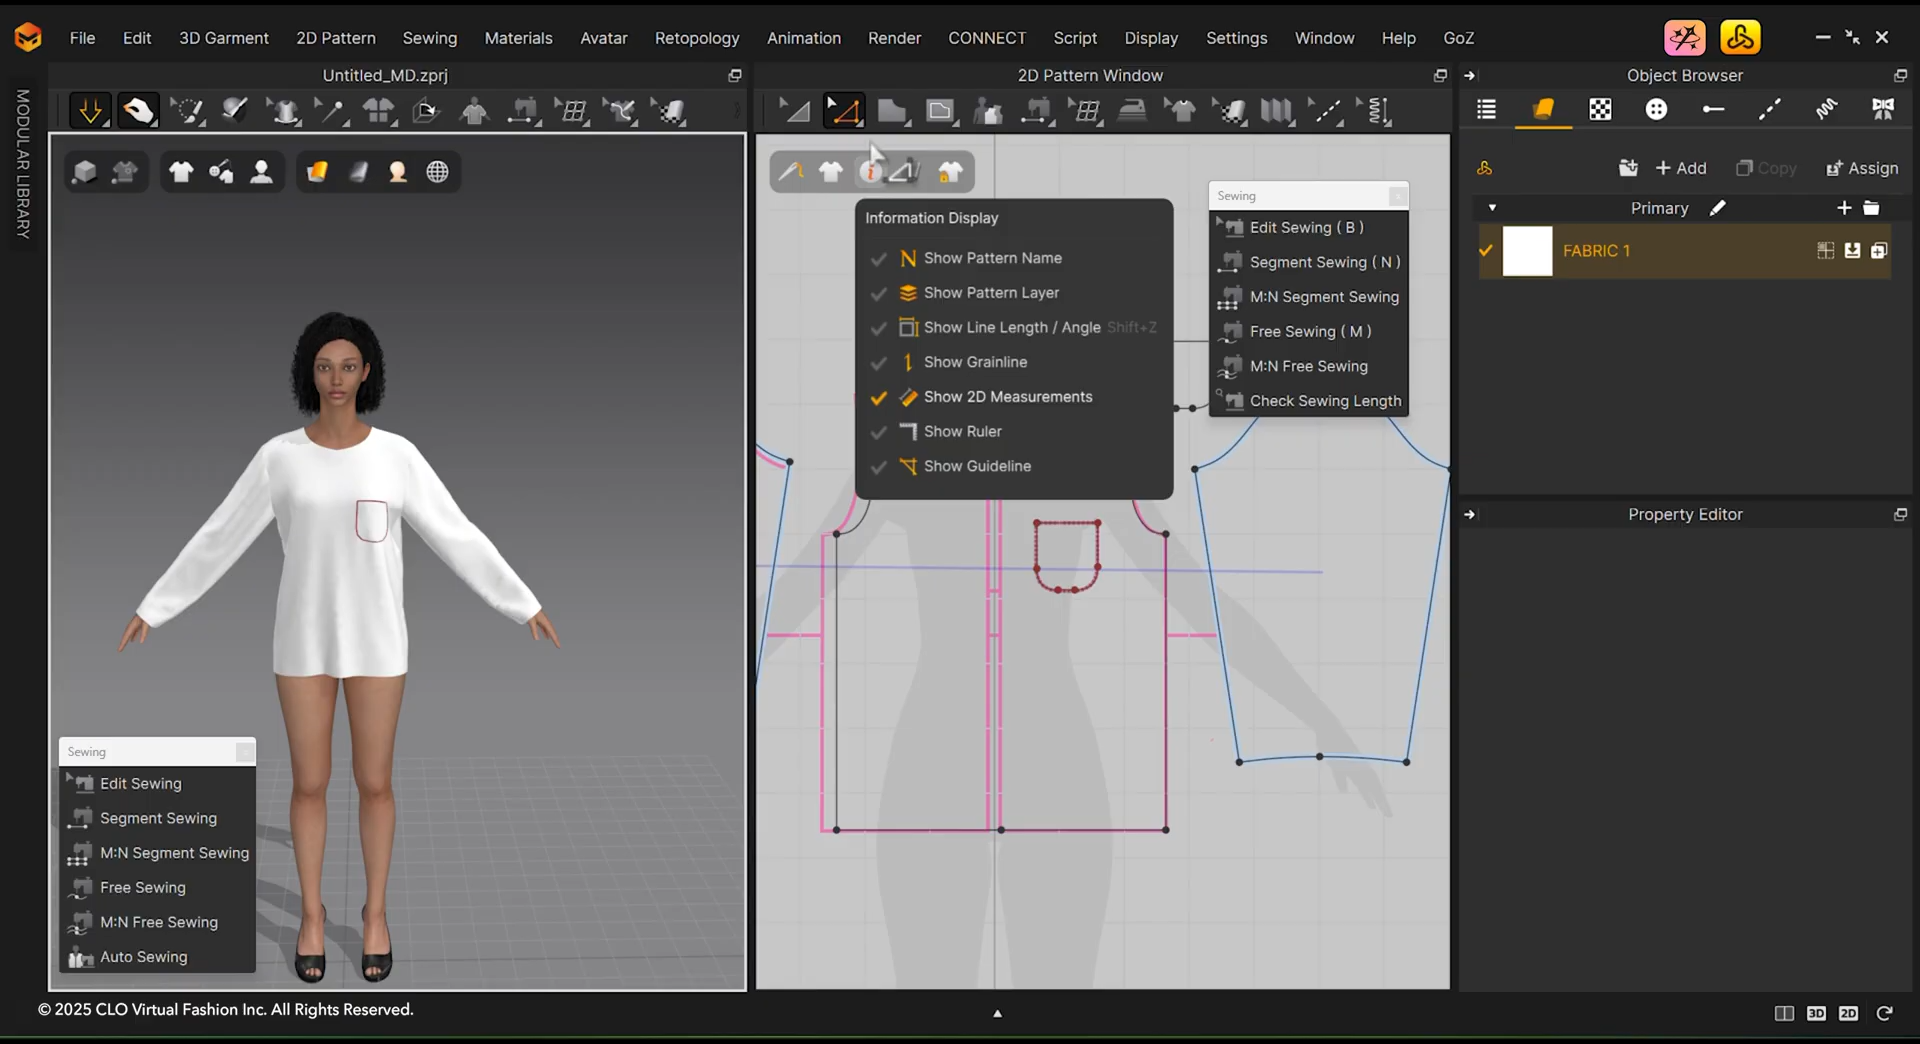 File Edit 3D Garment 2D Pattern Sewing Materials Avatar Retopology Animation Render CONNECT Script Display Settings Window Help GoZ
MODULAR LIBRARY
Untitled_MD.zprj
2D Pattern Window
Object Browser
Information Display
N Show Pattern Name
Show Pattern Layer
Show Line Length / Angle Shift+Z
Show Grainline
Show 2D Measurements
Show Ruler
Show Guideline
Sewing
Edit Sewing ( B )
Segment Sewing ( N )
M:N Segment Sewing
Free Sewing ( M )
M:N Free Sewing
Check Sewing Length
+ Add Copy Assign
Primary
FABRIC 1
Property Editor
Sewing
Edit Sewing
Segment Sewing
M:N Segment Sewing
Free Sewing
M:N Free Sewing
Auto Sewing
© 2025 CLO Virtual Fashion Inc. All Rights Reserved.
3D 2D